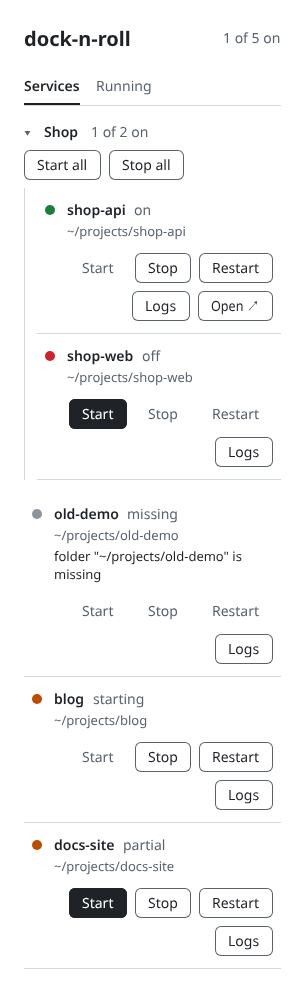 dock-n-roll 1 of 5 on
Services Running
▾ Shop 1 of 2 on
Start all Stop all
shop-api on
~/projects/shop-api
Start Stop Restart
Logs Open ↗
shop-web off
~/projects/shop-web
Start Stop Restart
Logs
old-demo missing
~/projects/old-demo
folder "~/projects/old-demo" is
missing
Start Stop Restart
Logs
blog starting
~/projects/blog
Start Stop Restart
Logs
docs-site partial
~/projects/docs-site
Start Stop Restart
Logs